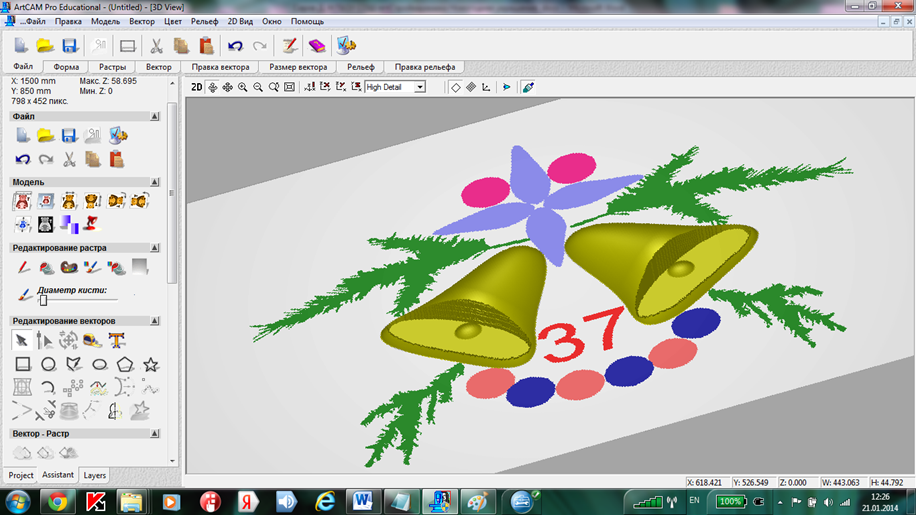 ArtCAM Pro Educational - (Untitled) - [3D View]
...Файл Правка Модель Вектор Цвет Рельеф 2D Вид Окно Помощь
Файл Форма Растры Вектор Правка вектора Размер вектора Рельеф Правка рельефа
X: 1500 mm Макс. Z: 58.695
Y: 850 mm Мин. Z: 0
798 x 452 пикс.
2D High Detail
Файл
Модель
Редактирование растра
Диаметр кисти:
Редактирование векторов
Вектор - Растр
37
Project Assistant Layers
X: 618.421 Y: 526.549 Z: 0.000 W: 443.063 H: 44.792
EN 100% 12:26
21.01.2014